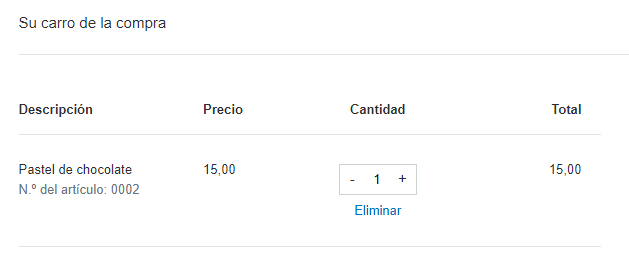 Su carro de la compra
Descripción Precio Cantidad Total
Pastel de chocolate 15,00 - 1 + 15,00
N.º del artículo: 0002
Eliminar